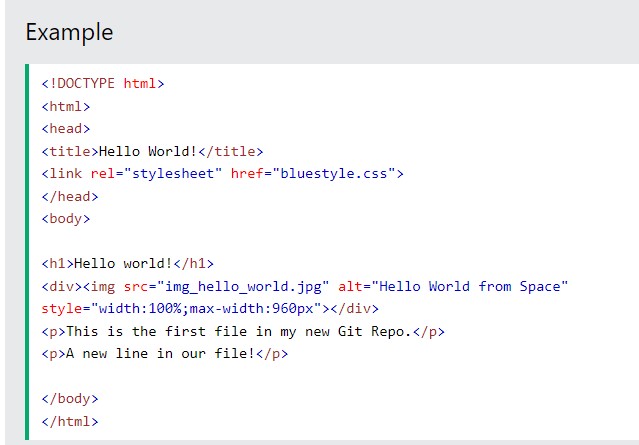 Example
<!DOCTYPE html>
<html>
<head>
<title>Hello World!</title>
<link rel="stylesheet" href="bluestyle.css">
</head>
<body>
<h1>Hello world!</h1>
<div><img src="img_hello_world.jpg" alt="Hello World from Space"
style="width:100%;max-width:960px"></div>
<p>This is the first file in my new Git Repo.</p>
<p>A new line in our file!</p>
</body>
</html>